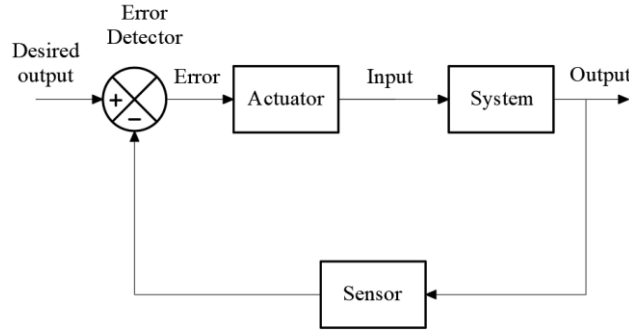 Error
Detector
Desired
output
Error
Actuator
Input
System
Output
+
−
Sensor